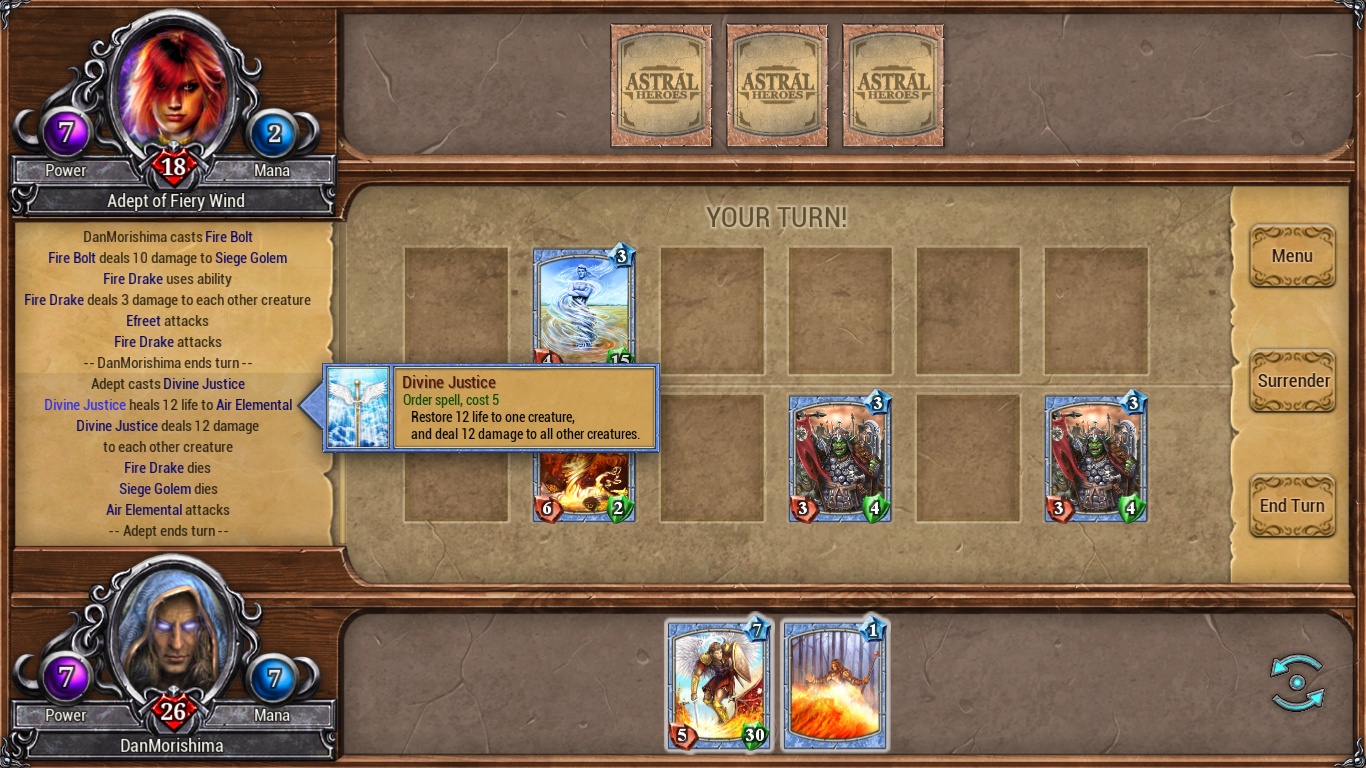 7
18
2
Power
Mana
Adept of Fiery Wind
ASTRAL
HEROES
ASTRAL
HEROES
ASTRAL
HEROES
YOUR TURN!
DanMorishima casts Fire Bolt
Fire Bolt deals 10 damage to Siege Golem
Fire Drake uses ability
Fire Drake deals 3 damage to each other creature
Efreet attacks
Fire Drake attacks
-- DanMorishima ends turn --
Adept casts Divine Justice
Divine Justice heals 12 life to Air Elemental
Divine Justice deals 12 damage
to each other creature
Fire Drake dies
Siege Golem dies
Air Elemental attacks
-- Adept ends turn --
3
4
15
Divine Justice
Order spell, cost 5
Restore 12 life to one creature,
and deal 12 damage to all other creatures.
6
2
3
3
4
3
3
4
Menu
Surrender
End Turn
7
26
7
Power
Mana
DanMorishima
7
5
30
1